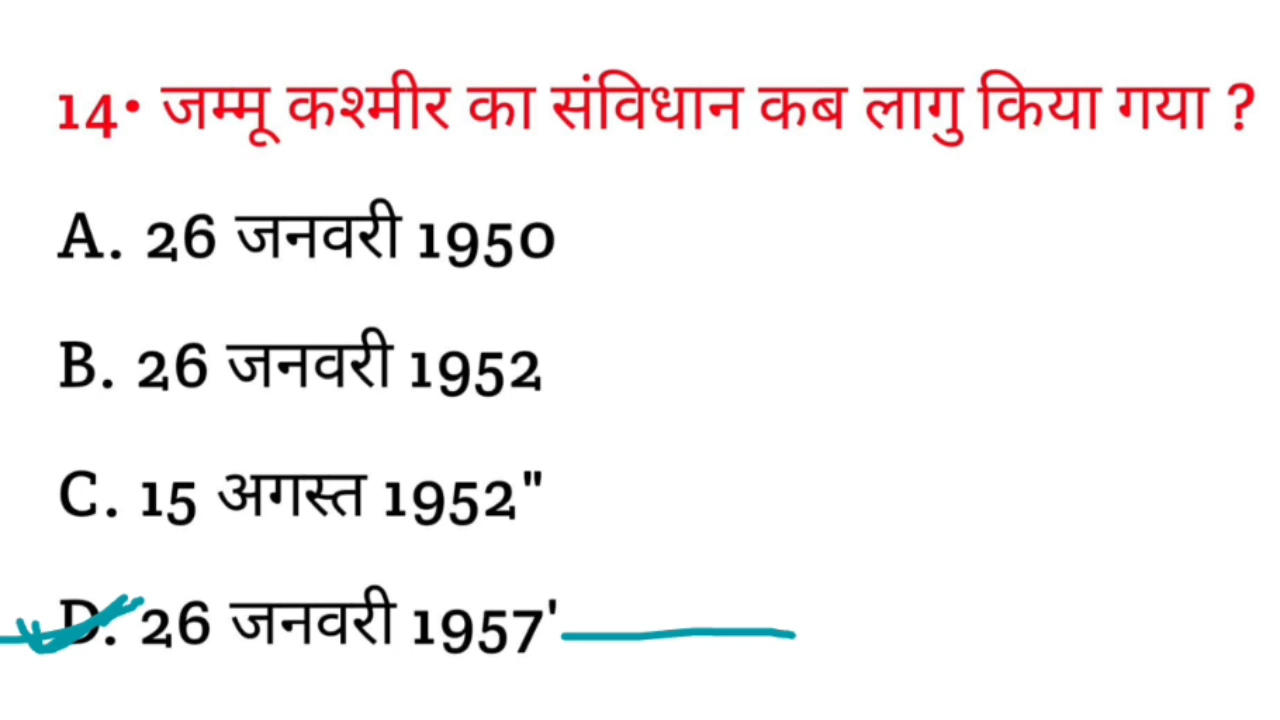 14• जम्मू कश्मीर का संविधान कब लागु किया गया ?
A. 26 जनवरी 1950
B. 26 जनवरी 1952
C. 15 अगस्त 1952"
D. 26 जनवरी 1957'